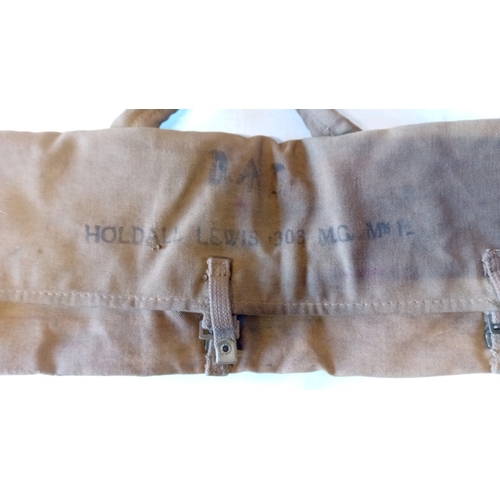 HOLDALL LEWIS .303 M.G. Mk I.